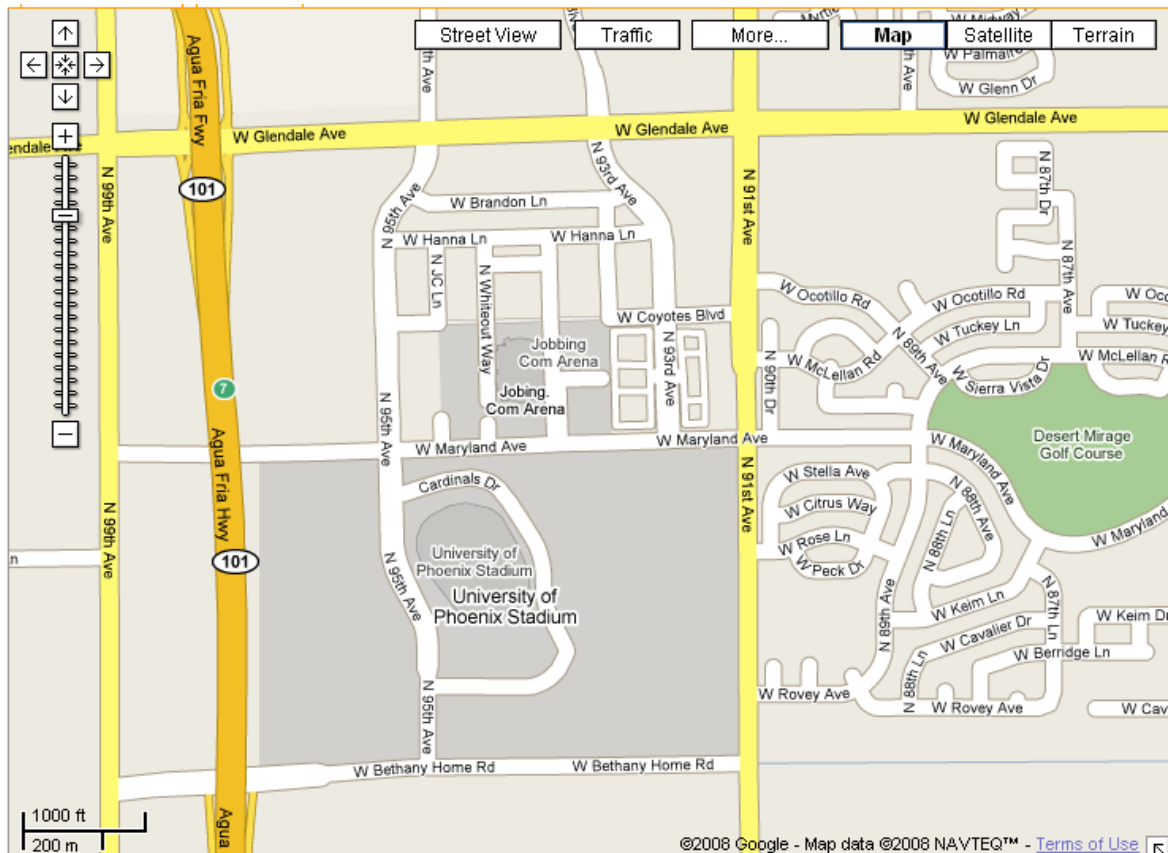 Street View
Traffic
More...
Map
Satellite
Terrain
W Midway
W Palmaire
W Glenn Dr
Agua Fria Fwy
W Glendale Ave
W Glendale Ave
W Glendale Ave
101
N 99th Ave
N 95th Ave
N 93rd Ave
N 91st Ave
N 87th Dr
W Brandon Ln
W Hanna Ln
W Hanna Ln
N JC Ln
N Whiteout Way
N 87th Ave
W Ocotillo Rd
W Ocotillo Rd
W Oco
W Coyotes Blvd
W Tuckey Ln
W Tuckey
N 93rd Ave
Jobbing
Com Arena
N 89th Ave
W McLellan Rd
W McLellan R
N 90th Dr
W Sierra Vista Dr
7
Jobing.
Com Arena
N 95th Ave
Agua Fria Hwy
W Maryland Ave
W Maryland Ave
W Maryland Ave
Desert Mirage
Golf Course
N 91st Ave
Cardinals Dr
W Stella Ave
N 88th Ave
N 99th Ave
W Citrus Way
N 88th Ln
W Maryland
W Rose Ln
W Peck Dr
101
University of
Phoenix Stadium
University of
Phoenix Stadium
N 95th Ave
N 89th Ave
W Keim Ln
N 87th Ln
W Keim Dr
W Cavalier Dr
W Berridge Ln
N 88th Ln
W Rovey Ave
W Rovey Ave
W Cav
N 95th Ave
W Bethany Home Rd
W Bethany Home Rd
Agua
1000 ft
200 m
©2008 Google - Map data ©2008 NAVTEQ™ - Terms of Use